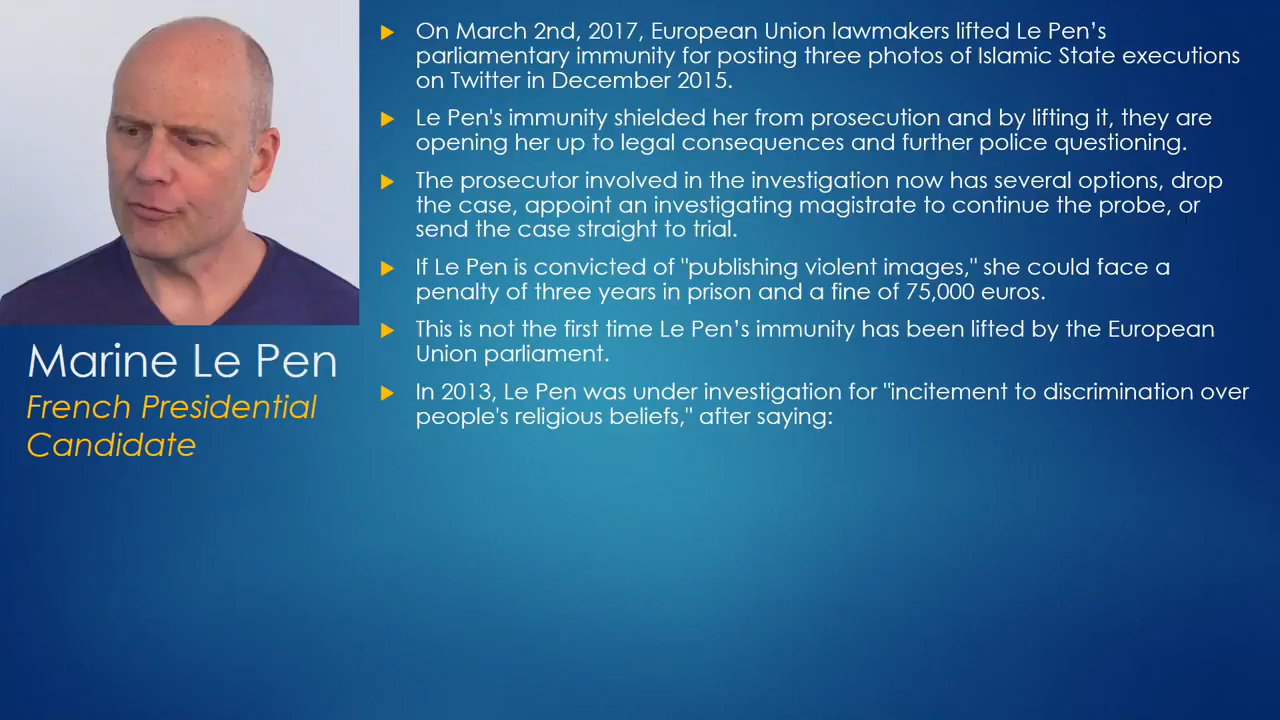 On March 2nd, 2017, European Union lawmakers lifted Le Pen’s
parliamentary immunity for posting three photos of Islamic State executions
on Twitter in December 2015.
Le Pen's immunity shielded her from prosecution and by lifting it, they are
opening her up to legal consequences and further police questioning.
The prosecutor involved in the investigation now has several options, drop
the case, appoint an investigating magistrate to continue the probe, or
send the case straight to trial.
If Le Pen is convicted of "publishing violent images," she could face a
penalty of three years in prison and a fine of 75,000 euros.
This is not the first time Le Pen’s immunity has been lifted by the European
Union parliament.
In 2013, Le Pen was under investigation for "incitement to discrimination over
people's religious beliefs," after saying:
Marine Le Pen
French Presidential
Candidate